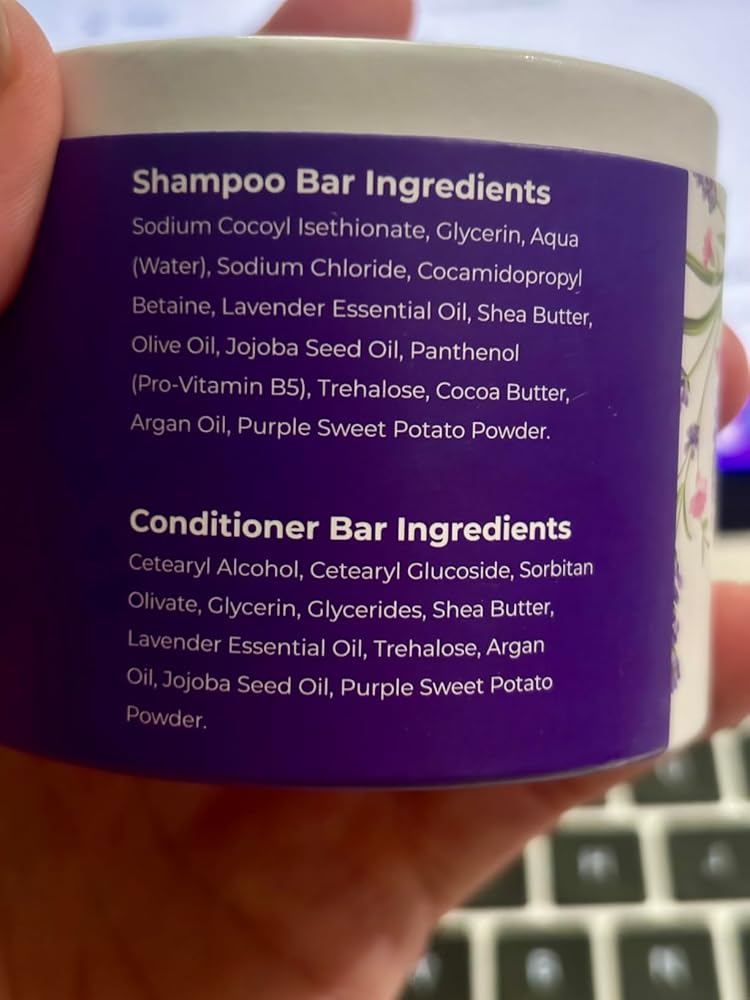 Shampoo Bar Ingredients
Sodium Cocoyl Isethionate, Glycerin, Aqua
(Water), Sodium Chloride, Cocamidopropyl
Betaine, Lavender Essential Oil, Shea Butter,
Olive Oil, Jojoba Seed Oil, Panthenol
(Pro-Vitamin B5), Trehalose, Cocoa Butter,
Argan Oil, Purple Sweet Potato Powder.
Conditioner Bar Ingredients
Cetearyl Alcohol, Cetearyl Glucoside, Sorbitan
Olivate, Glycerin, Glycerides, Shea Butter,
Lavender Essential Oil, Trehalose, Argan
Oil, Jojoba Seed Oil, Purple Sweet Potato
Powder.